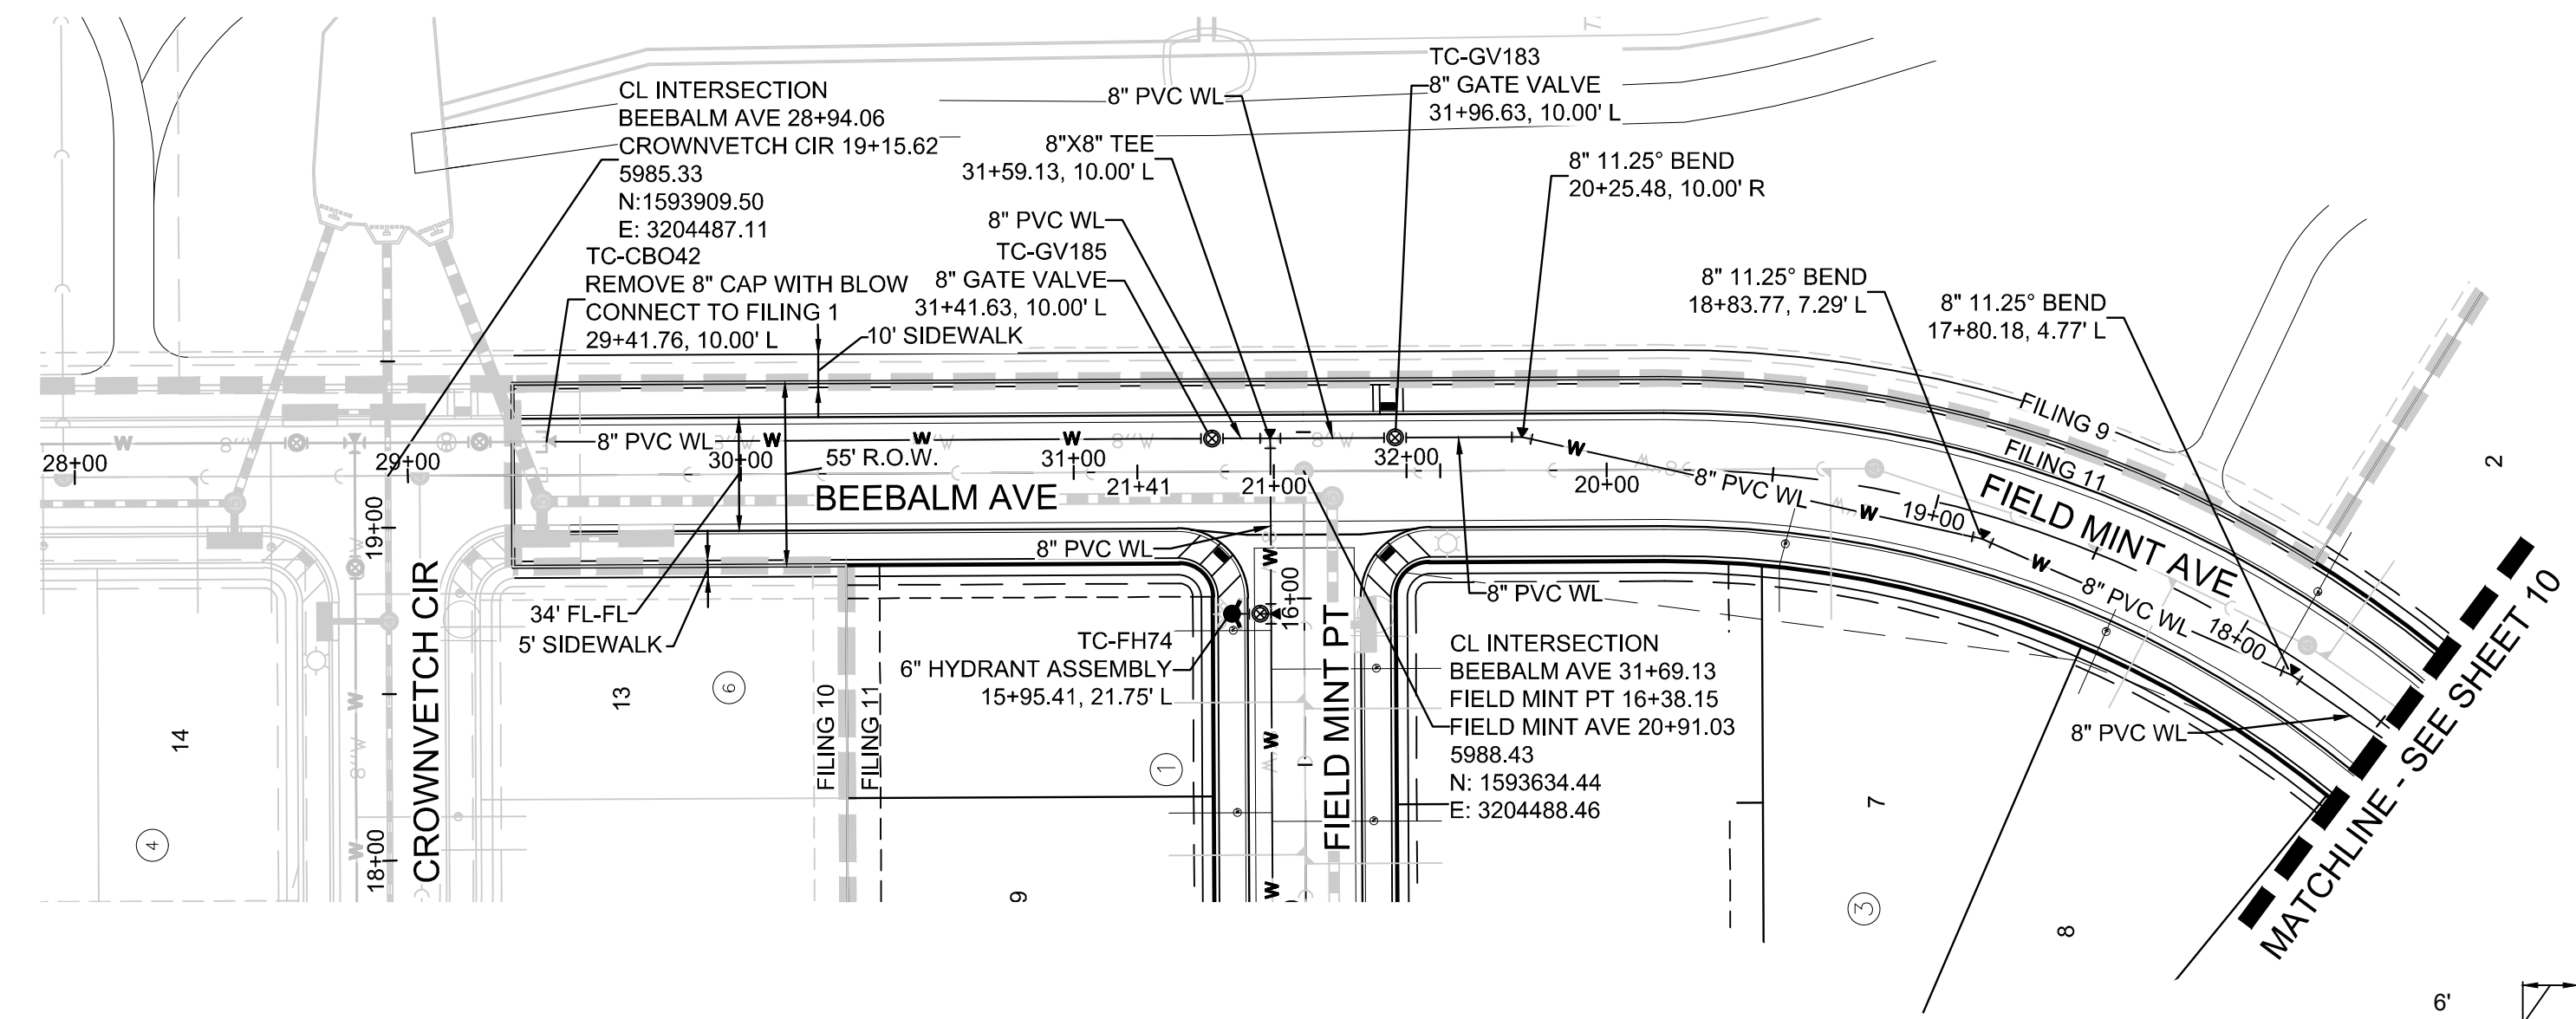 CL INTERSECTION
BEEBALM AVE 28+94.06
CROWNVETCH CIR 19+15.62
5985.33
N:1593909.50
E: 3204487.11
TC-CBO42
REMOVE 8" CAP WITH BLOW
CONNECT TO FILING 1
29+41.76, 10.00' L
10' SIDEWALK
8" PVC WL
8"X8" TEE
31+59.13, 10.00' L
8" PVC WL
TC-GV185
8" GATE VALVE
31+41.63, 10.00' L
TC-GV183
8" GATE VALVE
31+96.63, 10.00' L
8" 11.25° BEND
20+25.48, 10.00' R
8" 11.25° BEND
18+83.77, 7.29' L
8" 11.25° BEND
17+80.18, 4.77' L
FILING 9
FILING 11
FIELD MINT AVE
2
W
8" PVC WL
W
W
W
W
8" PVC WL
W
W
8" PVC WL
8"W
8"W
8"W
8"W
8"W
28+00
29+00
30+00
31+00
32+00
55' R.O.W.
BEEBALM AVE
21+41
21+00
20+00
19+00
18+00
8" PVC WL
8" PVC WL
8" PVC WL
34' FL-FL
5' SIDEWALK
19+00
18+00
CROWNVETCH CIR
W
W
8"W
16+00
FIELD MINT PT
W
W
W
TC-FH74
6" HYDRANT ASSEMBLY
15+95.41, 21.75' L
CL INTERSECTION
BEEBALM AVE 31+69.13
FIELD MINT PT 16+38.15
FIELD MINT AVE 20+91.03
5988.43
N: 1593634.44
E: 3204488.46
FILING 10
FILING 11
14
13
6
4
1
9
7
3
8
MATCHLINE - SEE SHEET 10
6'